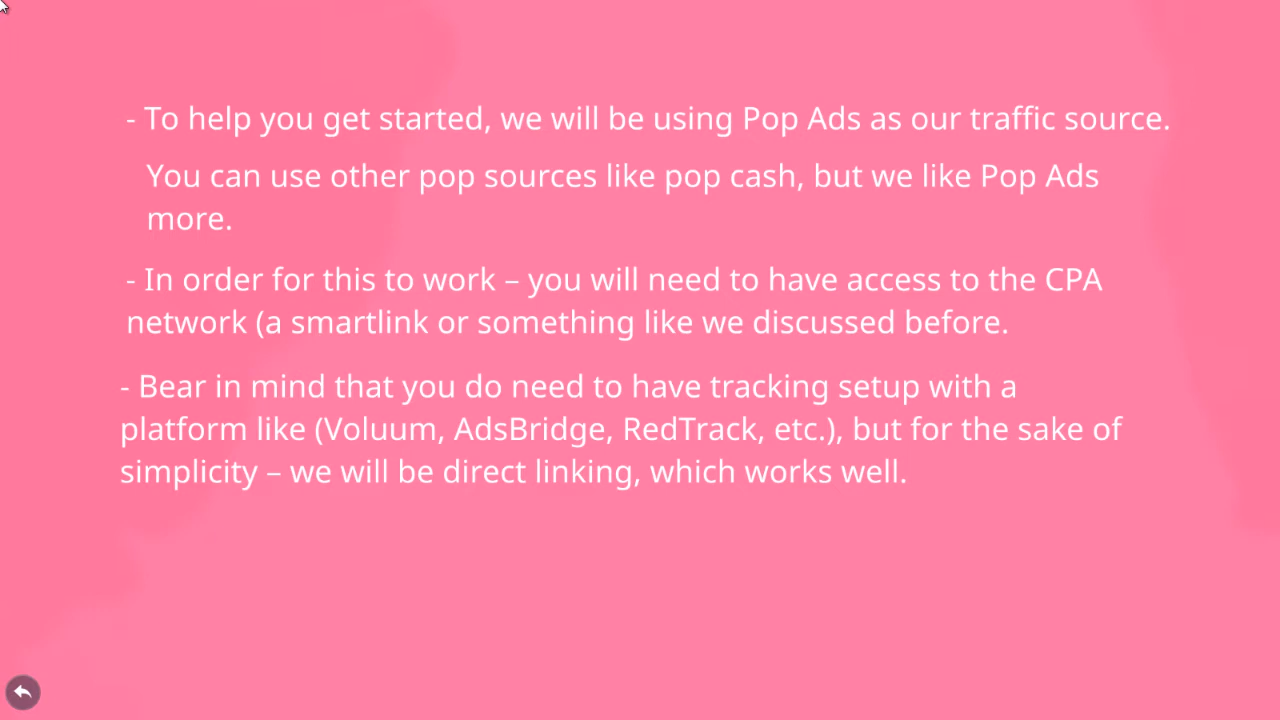 - To help you get started, we will be using Pop Ads as our traffic source.
You can use other pop sources like pop cash, but we like Pop Ads
more.
- In order for this to work – you will need to have access to the CPA
network (a smartlink or something like we discussed before.
- Bear in mind that you do need to have tracking setup with a
platform like (Voluum, AdsBridge, RedTrack, etc.), but for the sake of
simplicity – we will be direct linking, which works well.